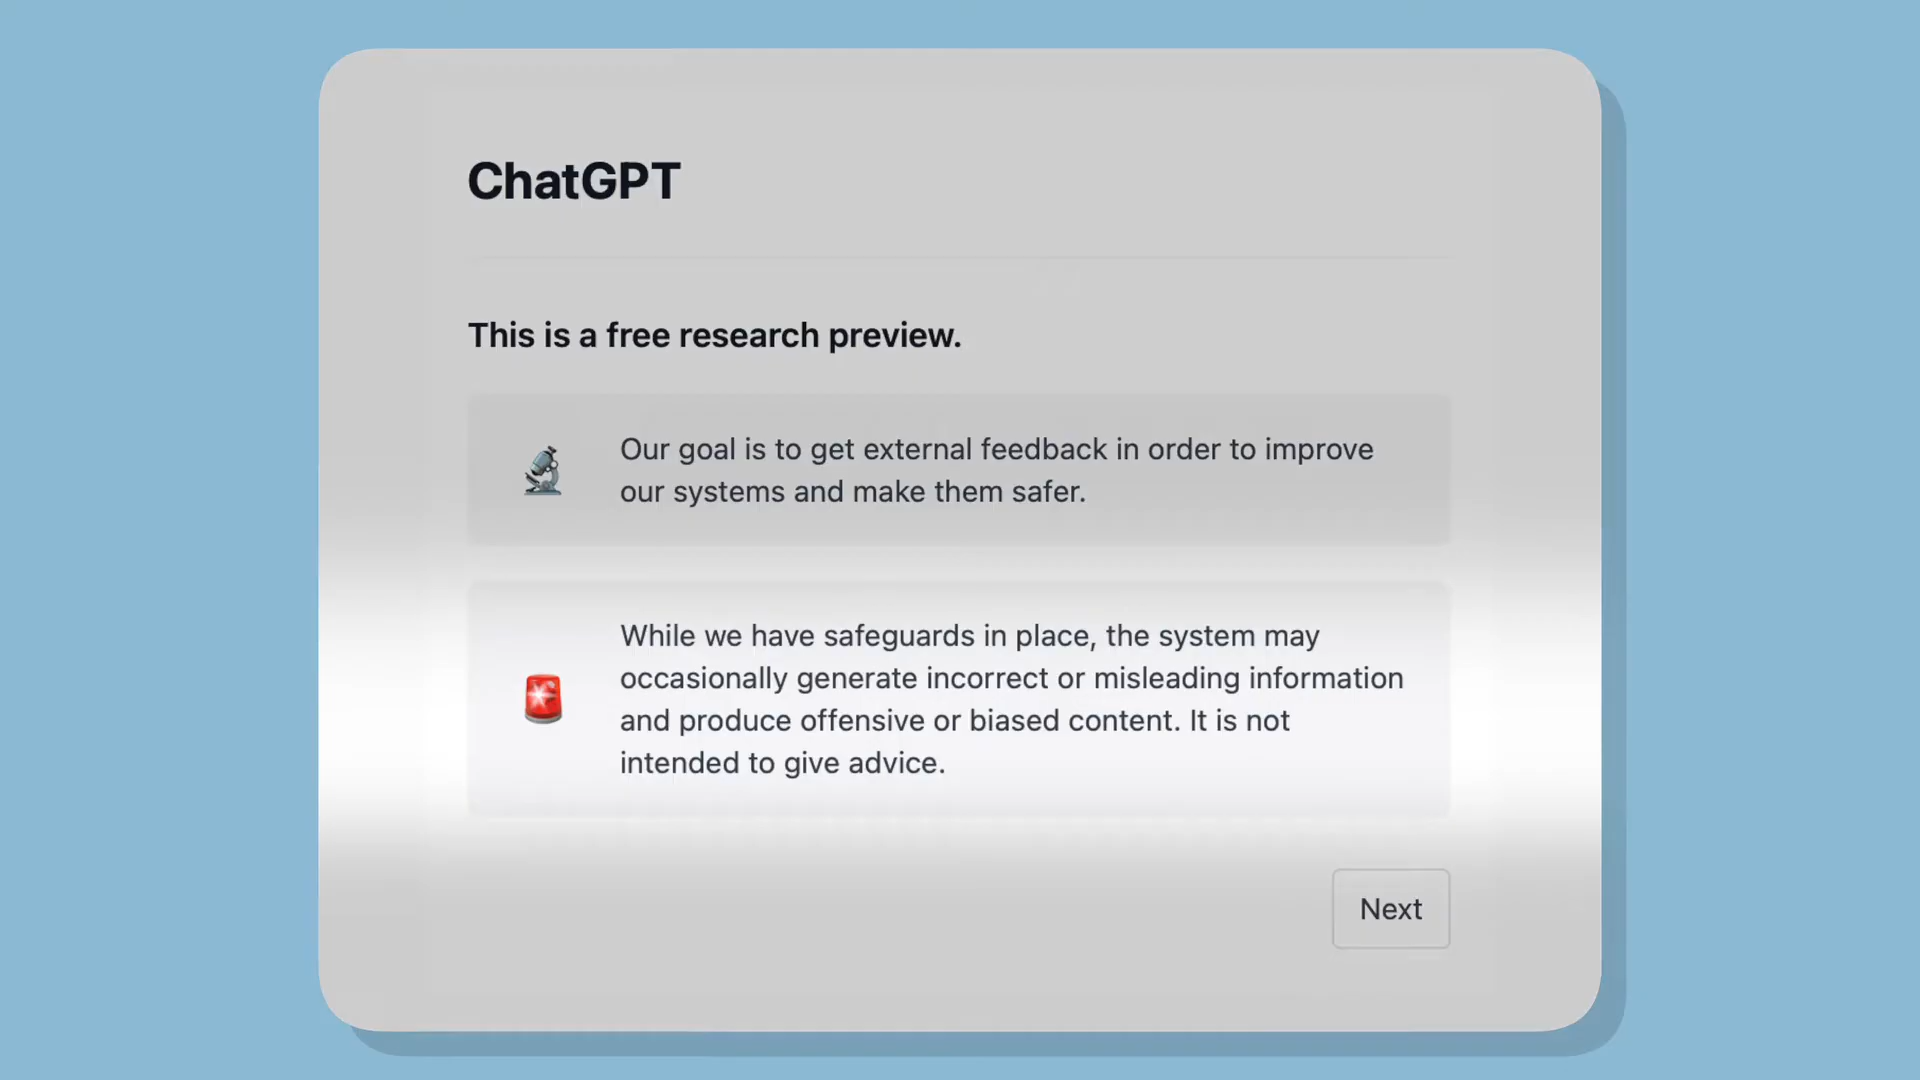 ChatGPT
This is a free research preview.
Our goal is to get external feedback in order to improve
our systems and make them safer.
While we have safeguards in place, the system may
occasionally generate incorrect or misleading information
and produce offensive or biased content. It is not
intended to give advice.
Next